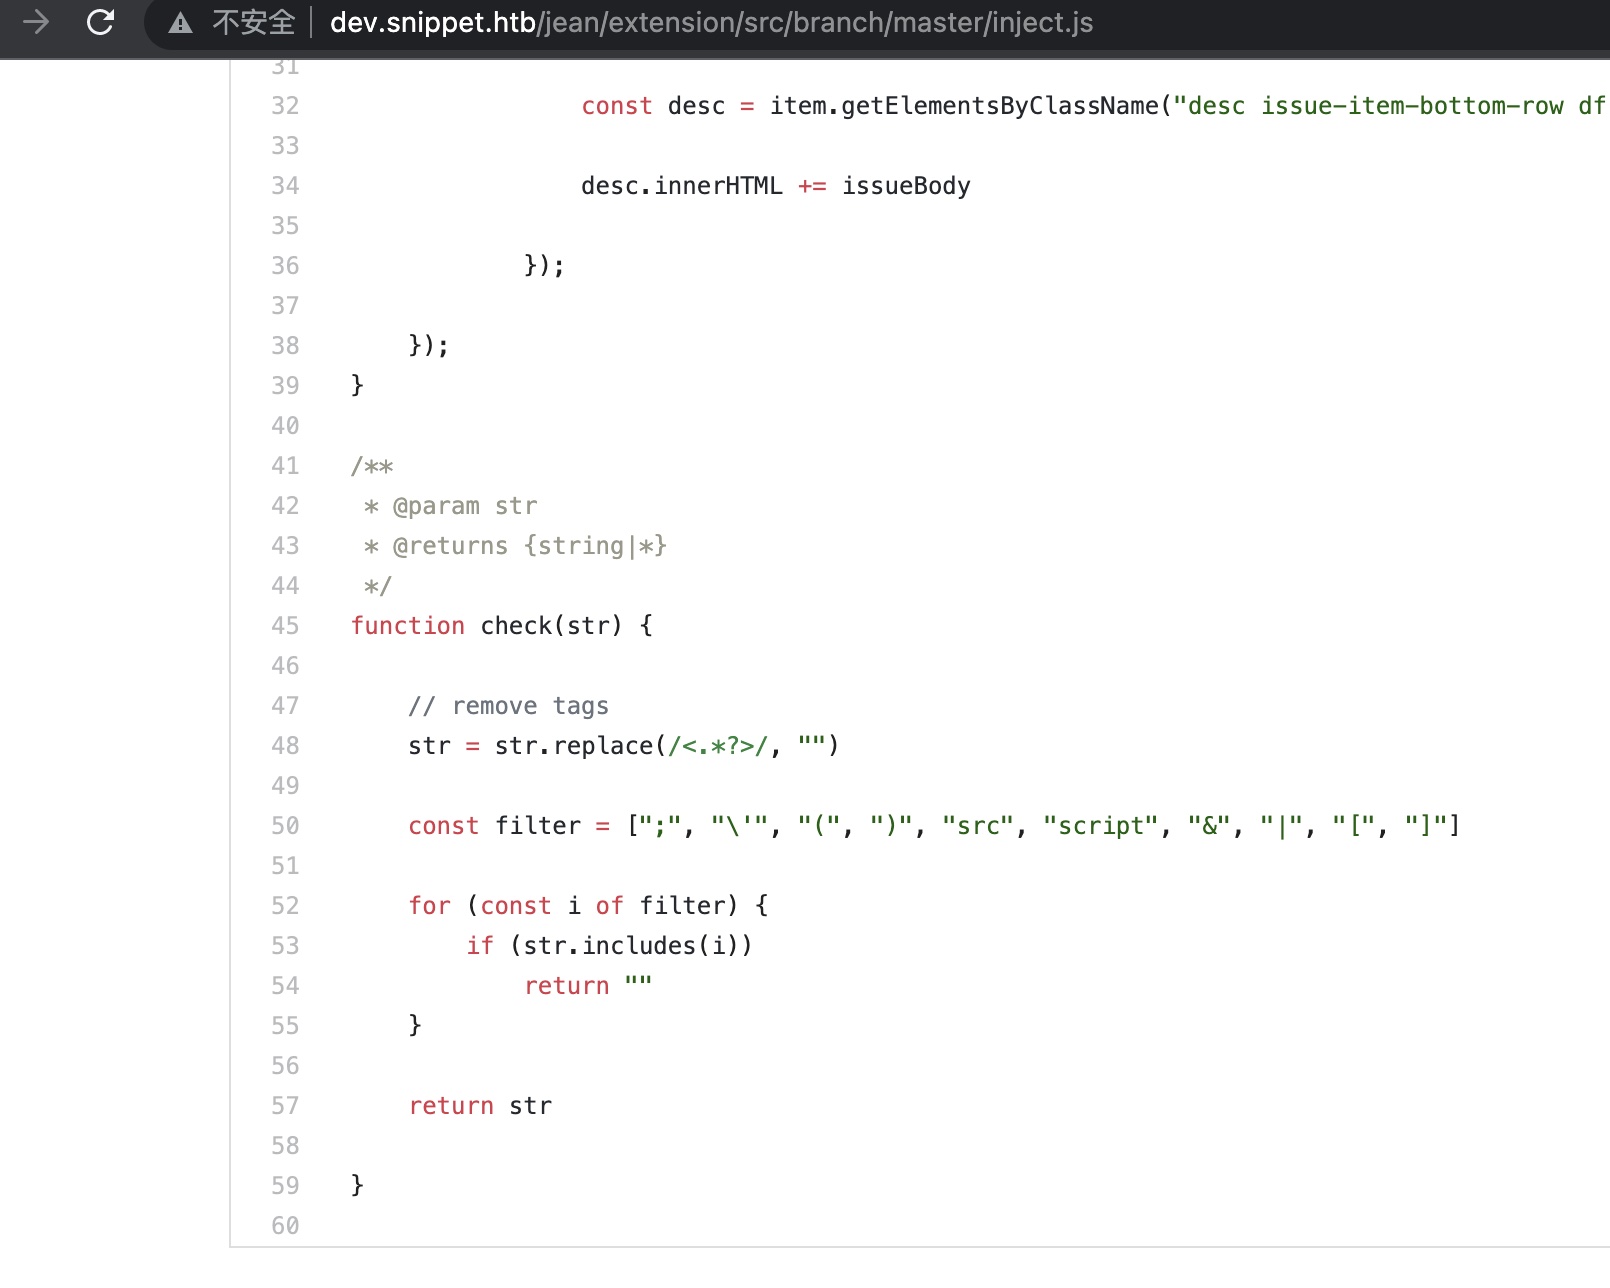 不安全 | dev.snippet.htb/jean/extension/src/branch/master/inject.js
31
32 const desc = item.getElementsByClassName("desc issue-item-bottom-row df
33
34 desc.innerHTML += issueBody
35
36 });
37
38 });
39 }
40
41 /**
42 * @param str
43 * @returns {string|*}
44 */
45 function check(str) {
46
47 // remove tags
48 str = str.replace(/<.*?>/, "")
49
50 const filter = [";", "\'", "(", ")", "src", "script", "&", "|", "[", "]"]
51
52 for (const i of filter) {
53 if (str.includes(i))
54 return ""
55 }
56
57 return str
58
59 }
60